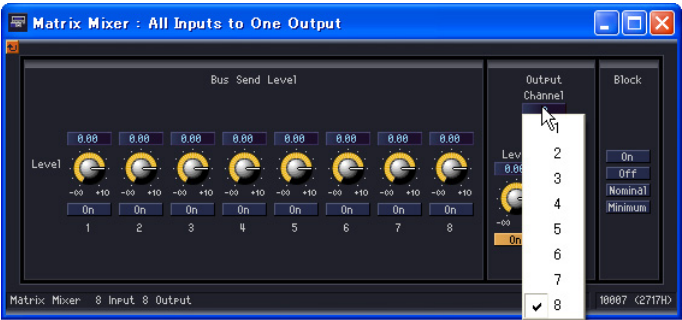 Matrix Mixer : All Inputs to One Output
Bus Send Level
Output
Channel
Block
1
2
3
4
5
6
7
8
0.00 0.00 0.00 0.00 0.00 0.00 0.00 0.00
Level
-∞ +10 -∞ +10 -∞ +10 -∞ +10 -∞ +10 -∞ +10 -∞ +10 -∞ +10
On On On On On On On On
1 2 3 4 5 6 7 8
-∞
On
On
Off
Nominal
Minimum
Matrix Mixer 8 Input 8 Output
10007 (2717H)